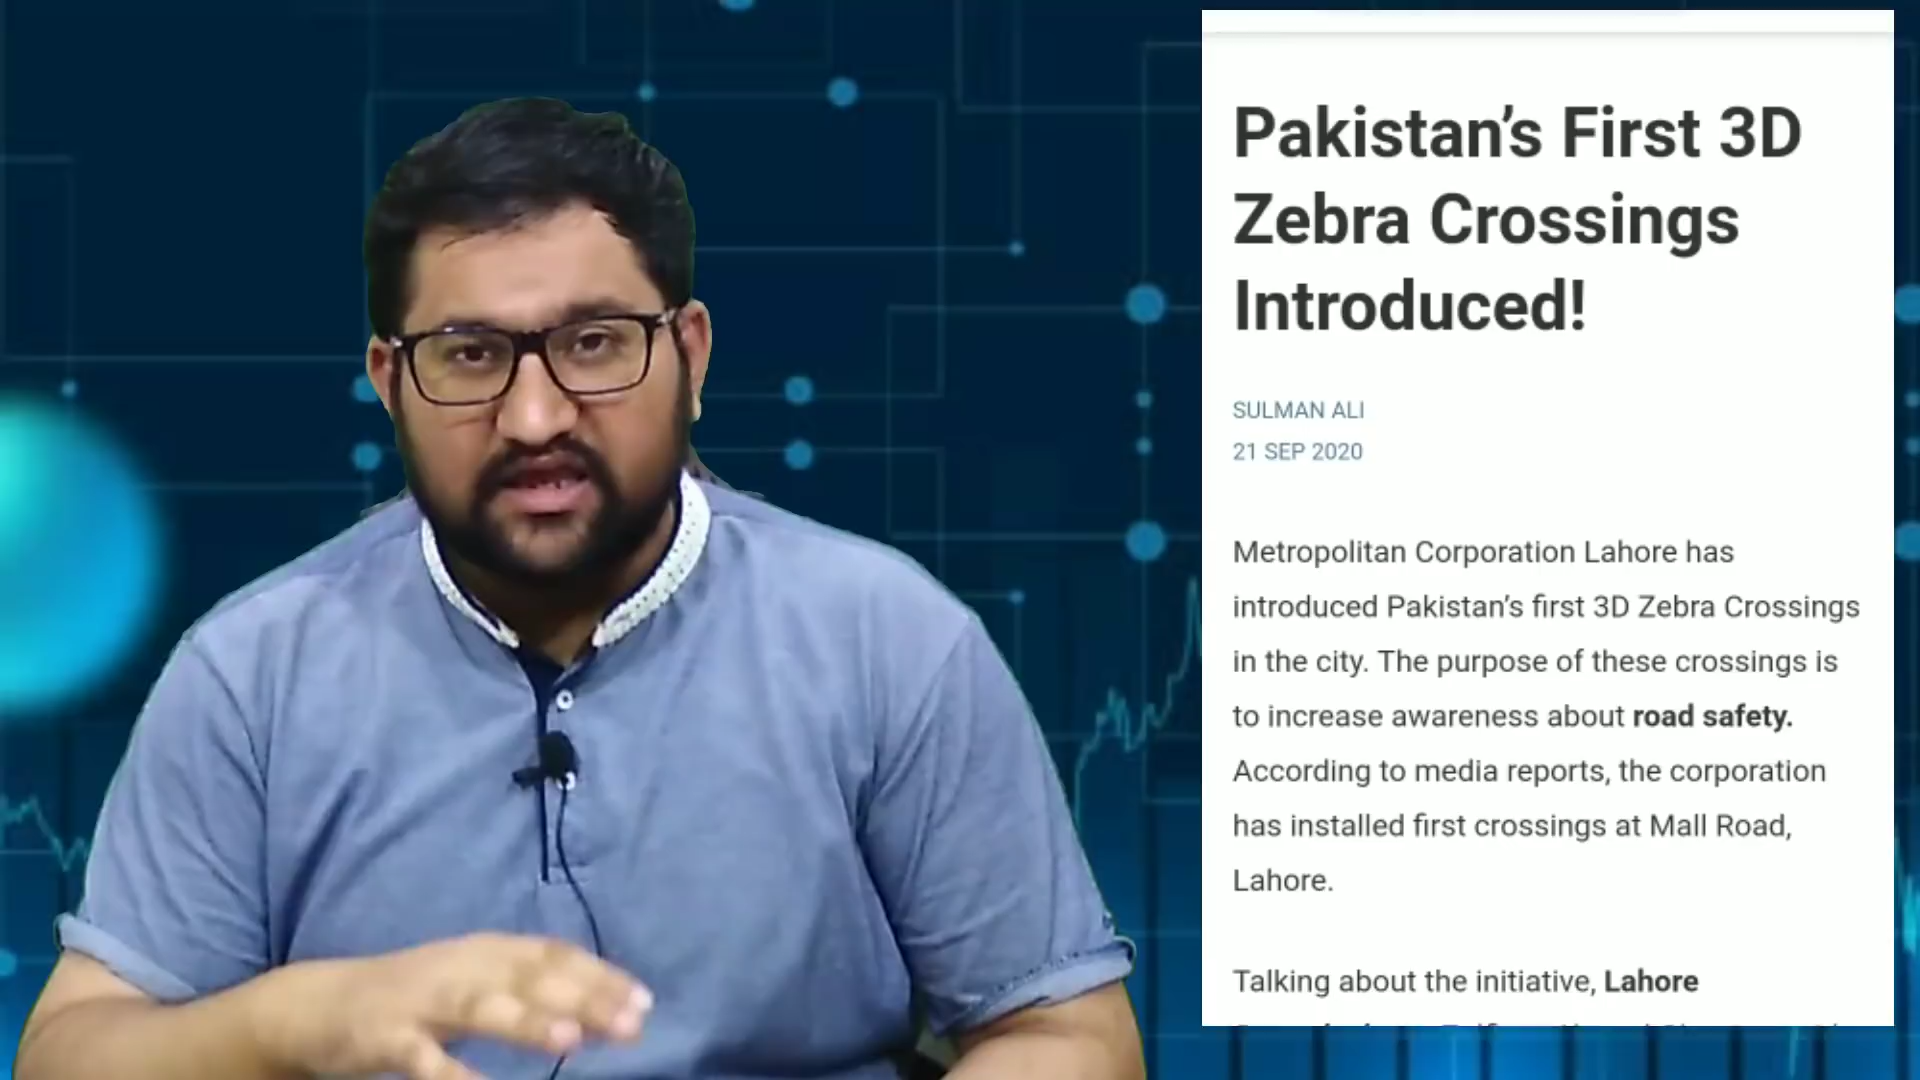 Pakistan’s First 3D
Zebra Crossings
Introduced!
SULMAN ALI
21 SEP 2020
Metropolitan Corporation Lahore has
introduced Pakistan’s first 3D Zebra Crossings
in the city. The purpose of these crossings is
to increase awareness about road safety.
According to media reports, the corporation
has installed first crossings at Mall Road,
Lahore.
Talking about the initiative, Lahore